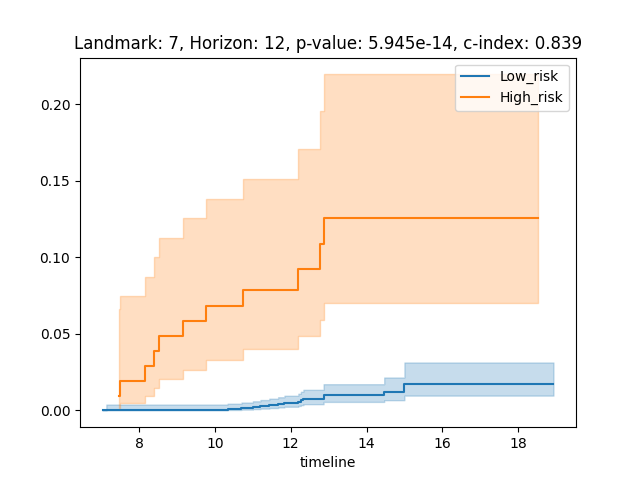 Landmark: 7, Horizon: 12, p-value: 5.945e-14, c-index: 0.839
Low_risk
High_risk
0.20
0.15
0.10
0.05
0.00
8 10 12 14 16 18
timeline